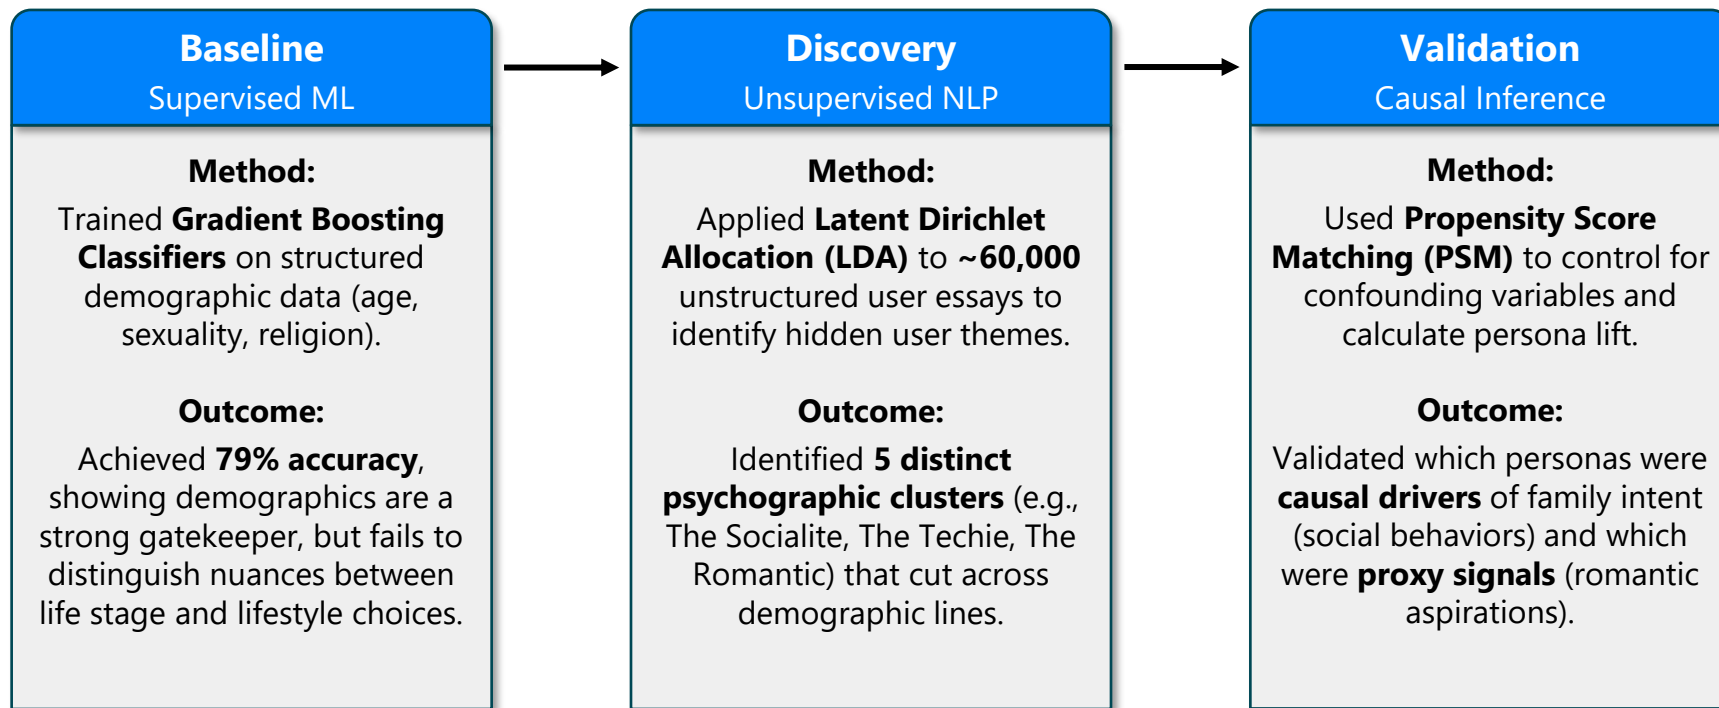 Baseline
Supervised ML
Method:
Trained Gradient Boosting
Classifiers on structured
demographic data (age,
sexuality, religion).
Outcome:
Achieved 79% accuracy,
showing demographics are a
strong gatekeeper, but fails to
distinguish nuances between
life stage and lifestyle choices.
Discovery
Unsupervised NLP
Method:
Applied Latent Dirichlet
Allocation (LDA) to ~60,000
unstructured user essays to
identify hidden user themes.
Outcome:
Identified 5 distinct
psychographic clusters (e.g.,
The Socialite, The Techie, The
Romantic) that cut across
demographic lines.
Validation
Causal Inference
Method:
Used Propensity Score
Matching (PSM) to control for
confounding variables and
calculate persona lift.
Outcome:
Validated which personas were
causal drivers of family intent
(social behaviors) and which
were proxy signals (romantic
aspirations).